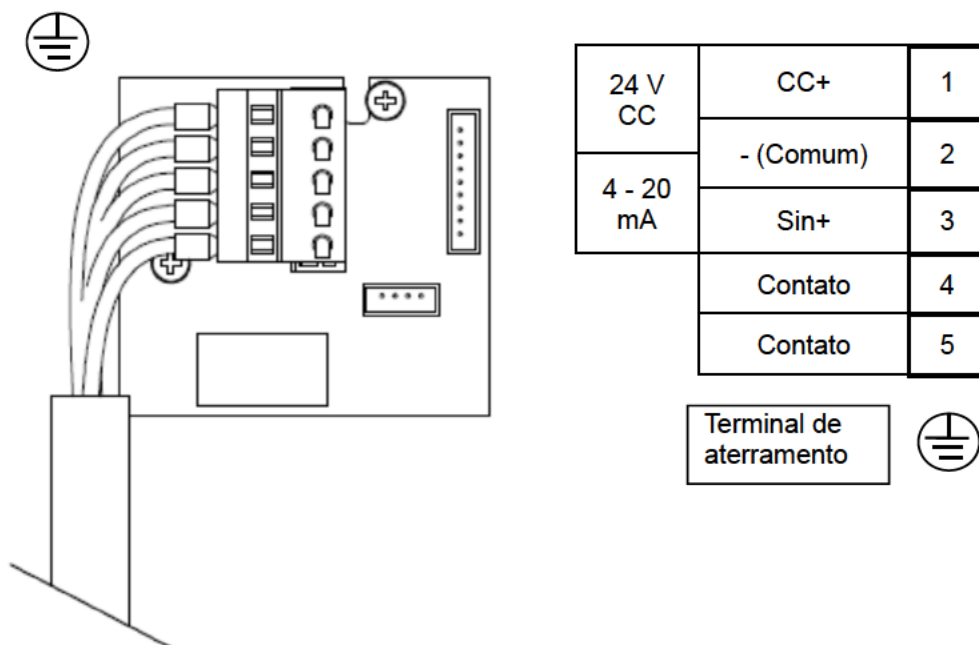 24 V
CC
CC+
1
- (Comum)
2
4 - 20
mA
Sin+
3
Contato
4
Contato
5
Terminal de
aterramento